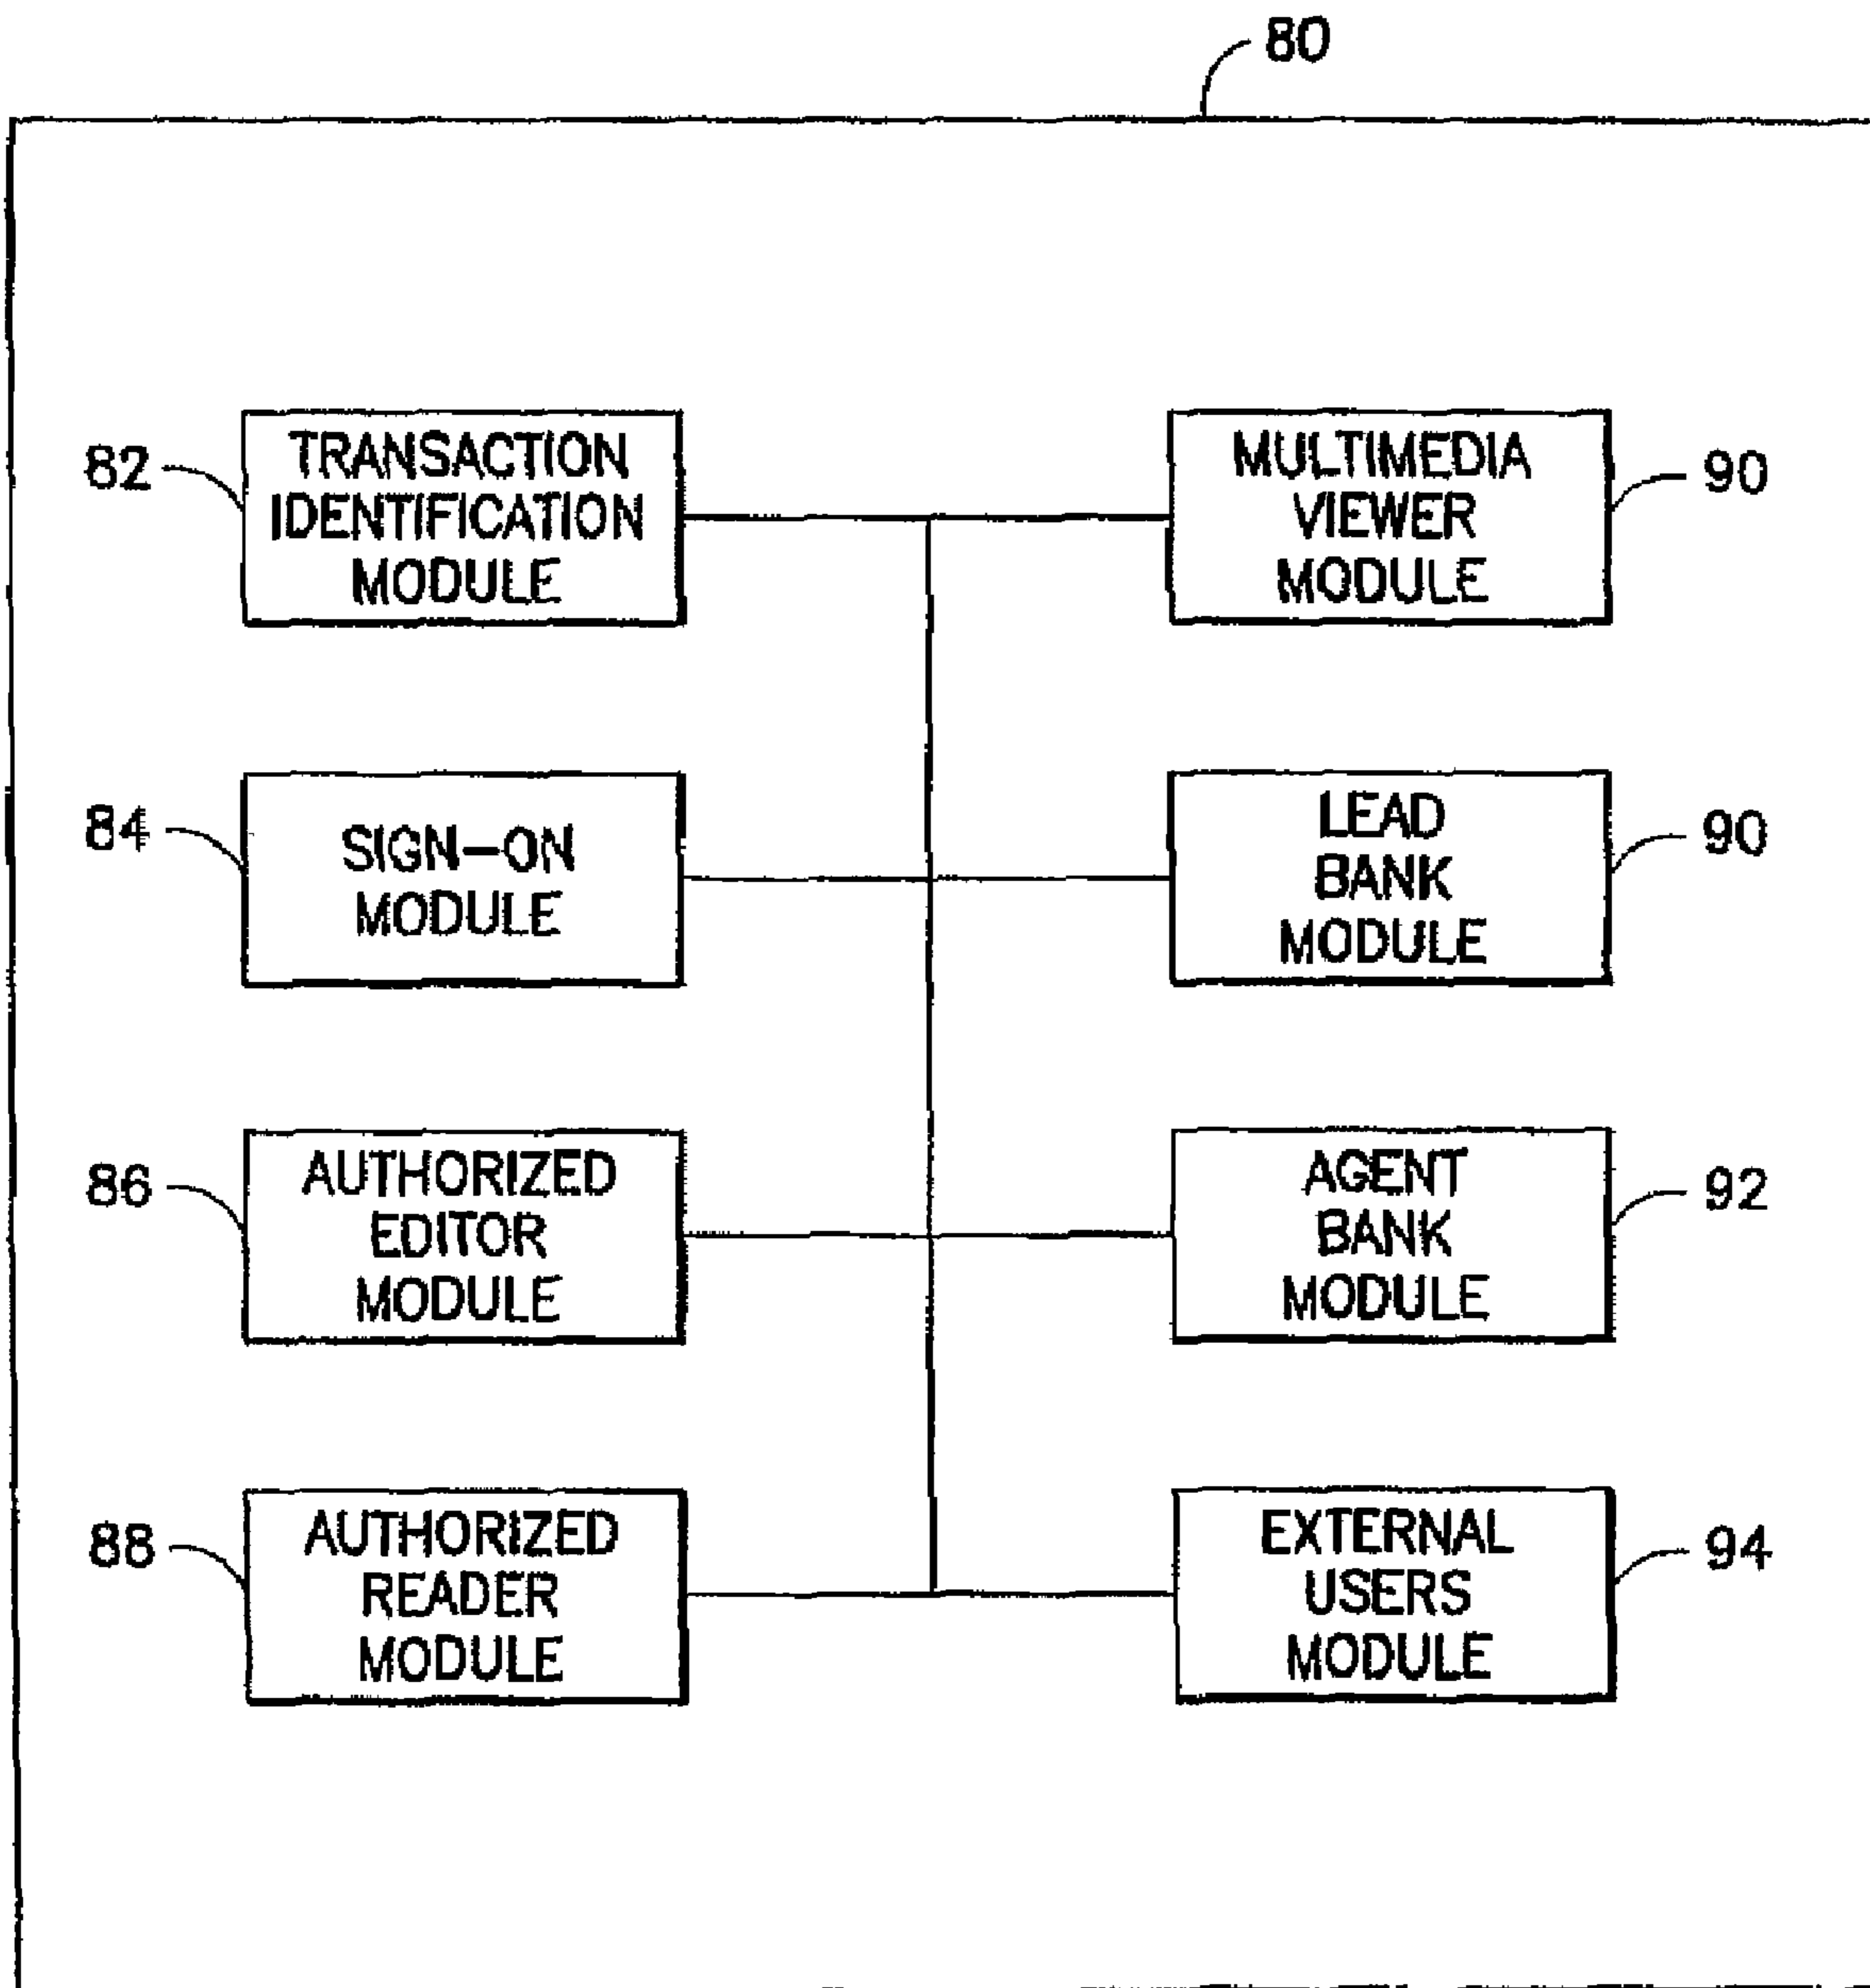 80
82
TRANSACTION
IDENTIFICATION
MODULE
MULTIMEDIA
VIEWER
MODULE
90
84
SIGN-ON
MODULE
LEAD
BANK
MODULE
90
86
AUTHORIZED
EDITOR
MODULE
AGENT
BANK
MODULE
92
88
AUTHORIZED
READER
MODULE
EXTERNAL
USERS
MODULE
94